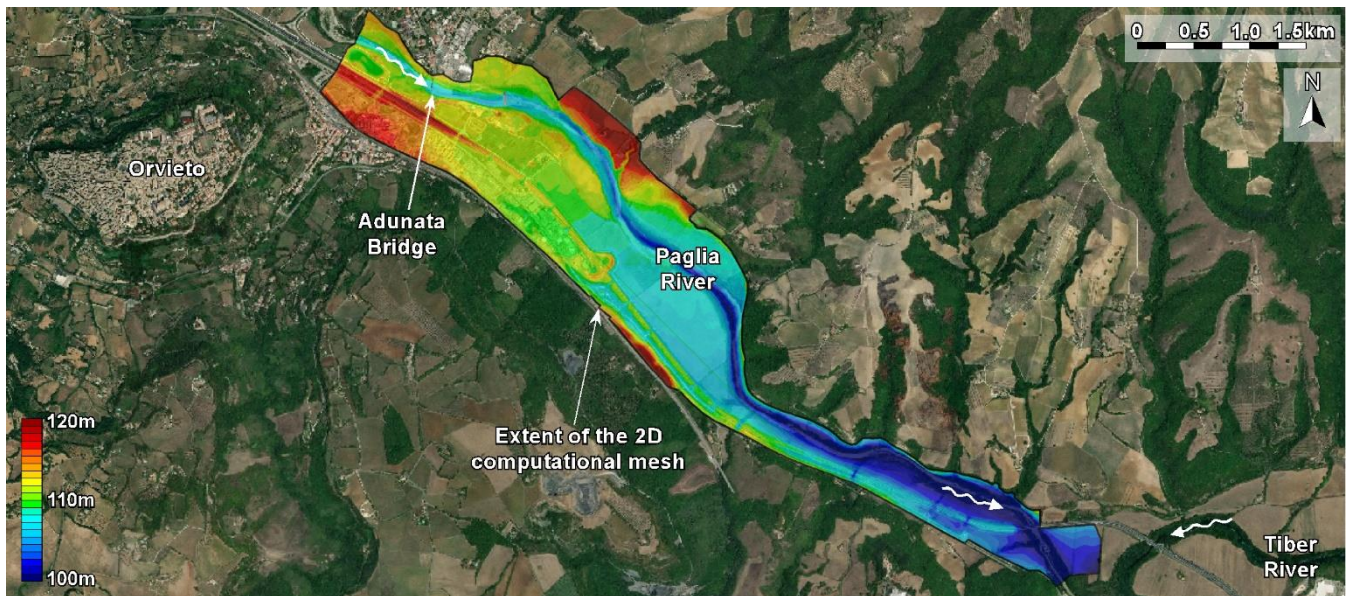 0 0.5 1.0 1.5km
N
Orvieto
Adunata
Bridge
Paglia
River
Extent of the 2D
computational mesh
120m
110m
100m
Tiber
River